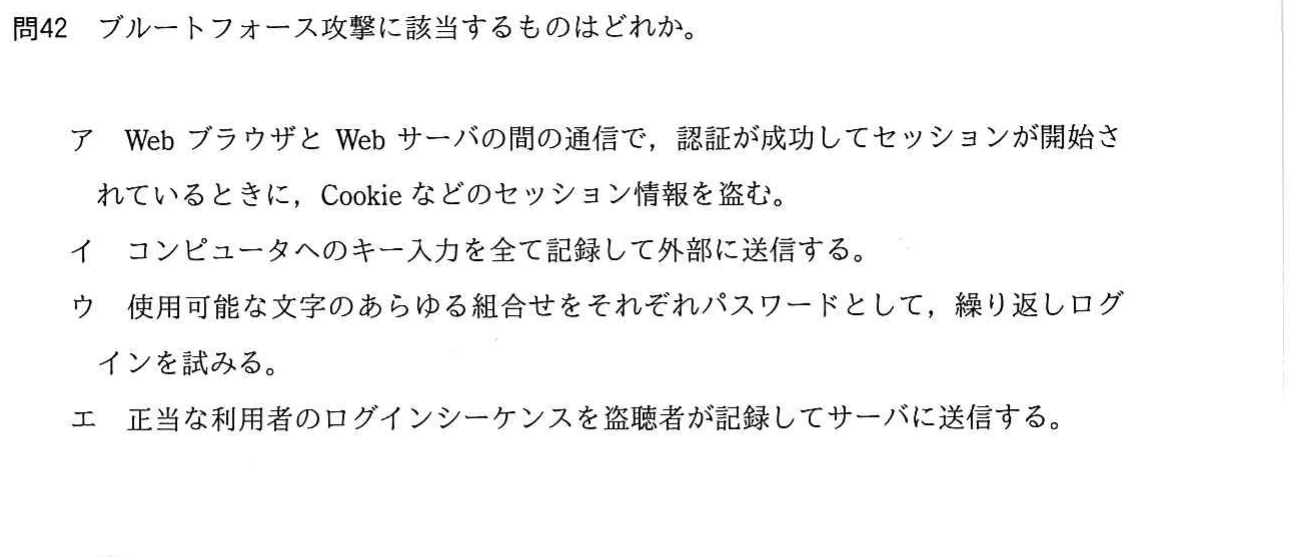 問42　ブルートフォース攻撃に該当するものはどれか。
ア　Web ブラウザと Web サーバの間の通信で，認証が成功してセッションが開始さ
れているときに，Cookie などのセッション情報を盗む。
イ　コンピュータへのキー入力を全て記録して外部に送信する。
ウ　使用可能な文字のあらゆる組合せをそれぞれパスワードとして，繰り返しログ
インを試みる。
エ　正当な利用者のログインシーケンスを盗聴者が記録してサーバに送信する。